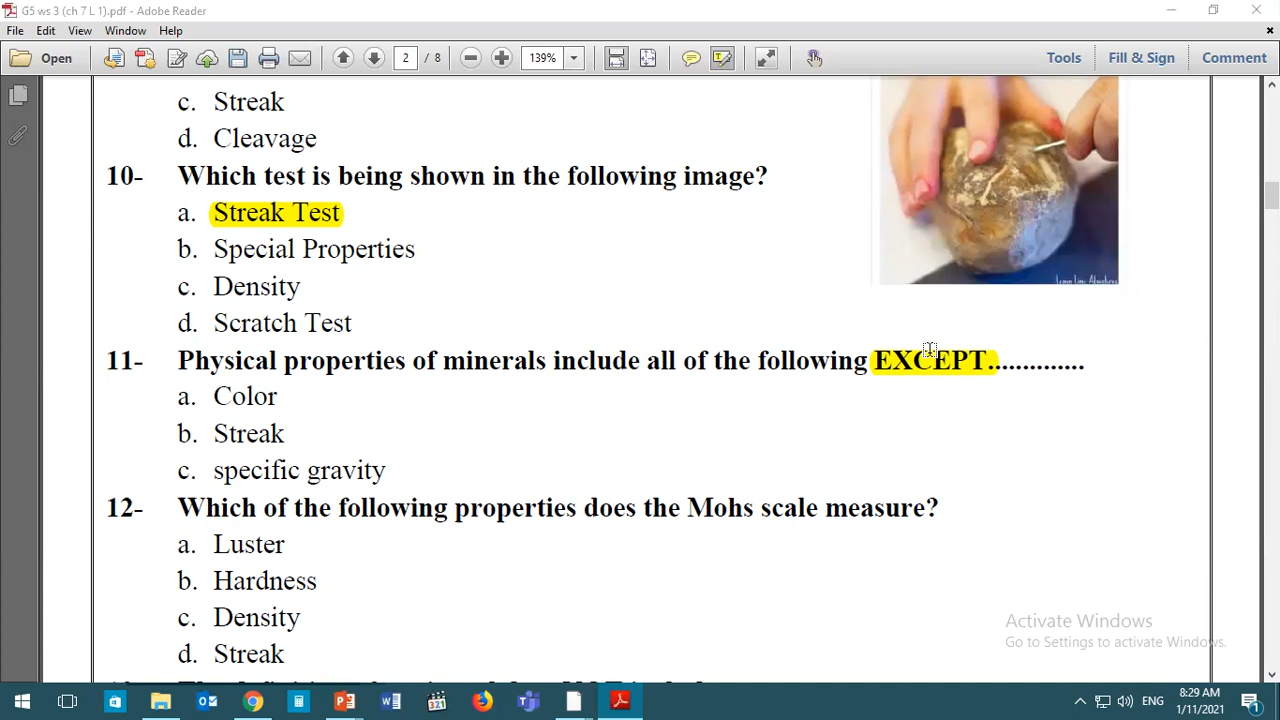 G5 ws 3 (ch 7 L 1).pdf - Adobe Reader
File Edit View Window Help
Open 2 / 8 139% Tools Fill & Sign Comment
c. Streak
d. Cleavage
10- Which test is being shown in the following image?
a. Streak Test
b. Special Properties
c. Density
d. Scratch Test
11- Physical properties of minerals include all of the following EXCEPT..............
a. Color
b. Streak
c. specific gravity
12- Which of the following properties does the Mohs scale measure?
a. Luster
b. Hardness
c. Density
d. Streak
Activate Windows
Go to Settings to activate Windows.
ENG
8:29 AM
1/11/2021